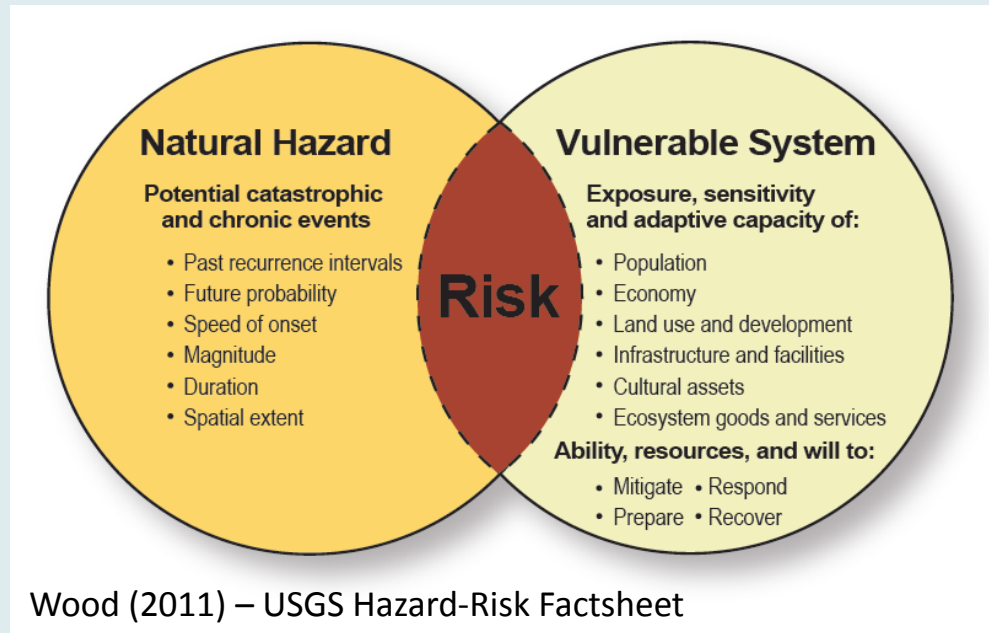 Natural Hazard
Potential catastrophic
and chronic events
• Past recurrence intervals
• Future probability
• Speed of onset
• Magnitude
• Duration
• Spatial extent
Risk
Vulnerable System
Exposure, sensitivity
and adaptive capacity of:
• Population
• Economy
• Land use and development
• Infrastructure and facilities
• Cultural assets
• Ecosystem goods and services
Ability, resources, and will to:
• Mitigate • Respond
• Prepare • Recover
Wood (2011) – USGS Hazard-Risk Factsheet